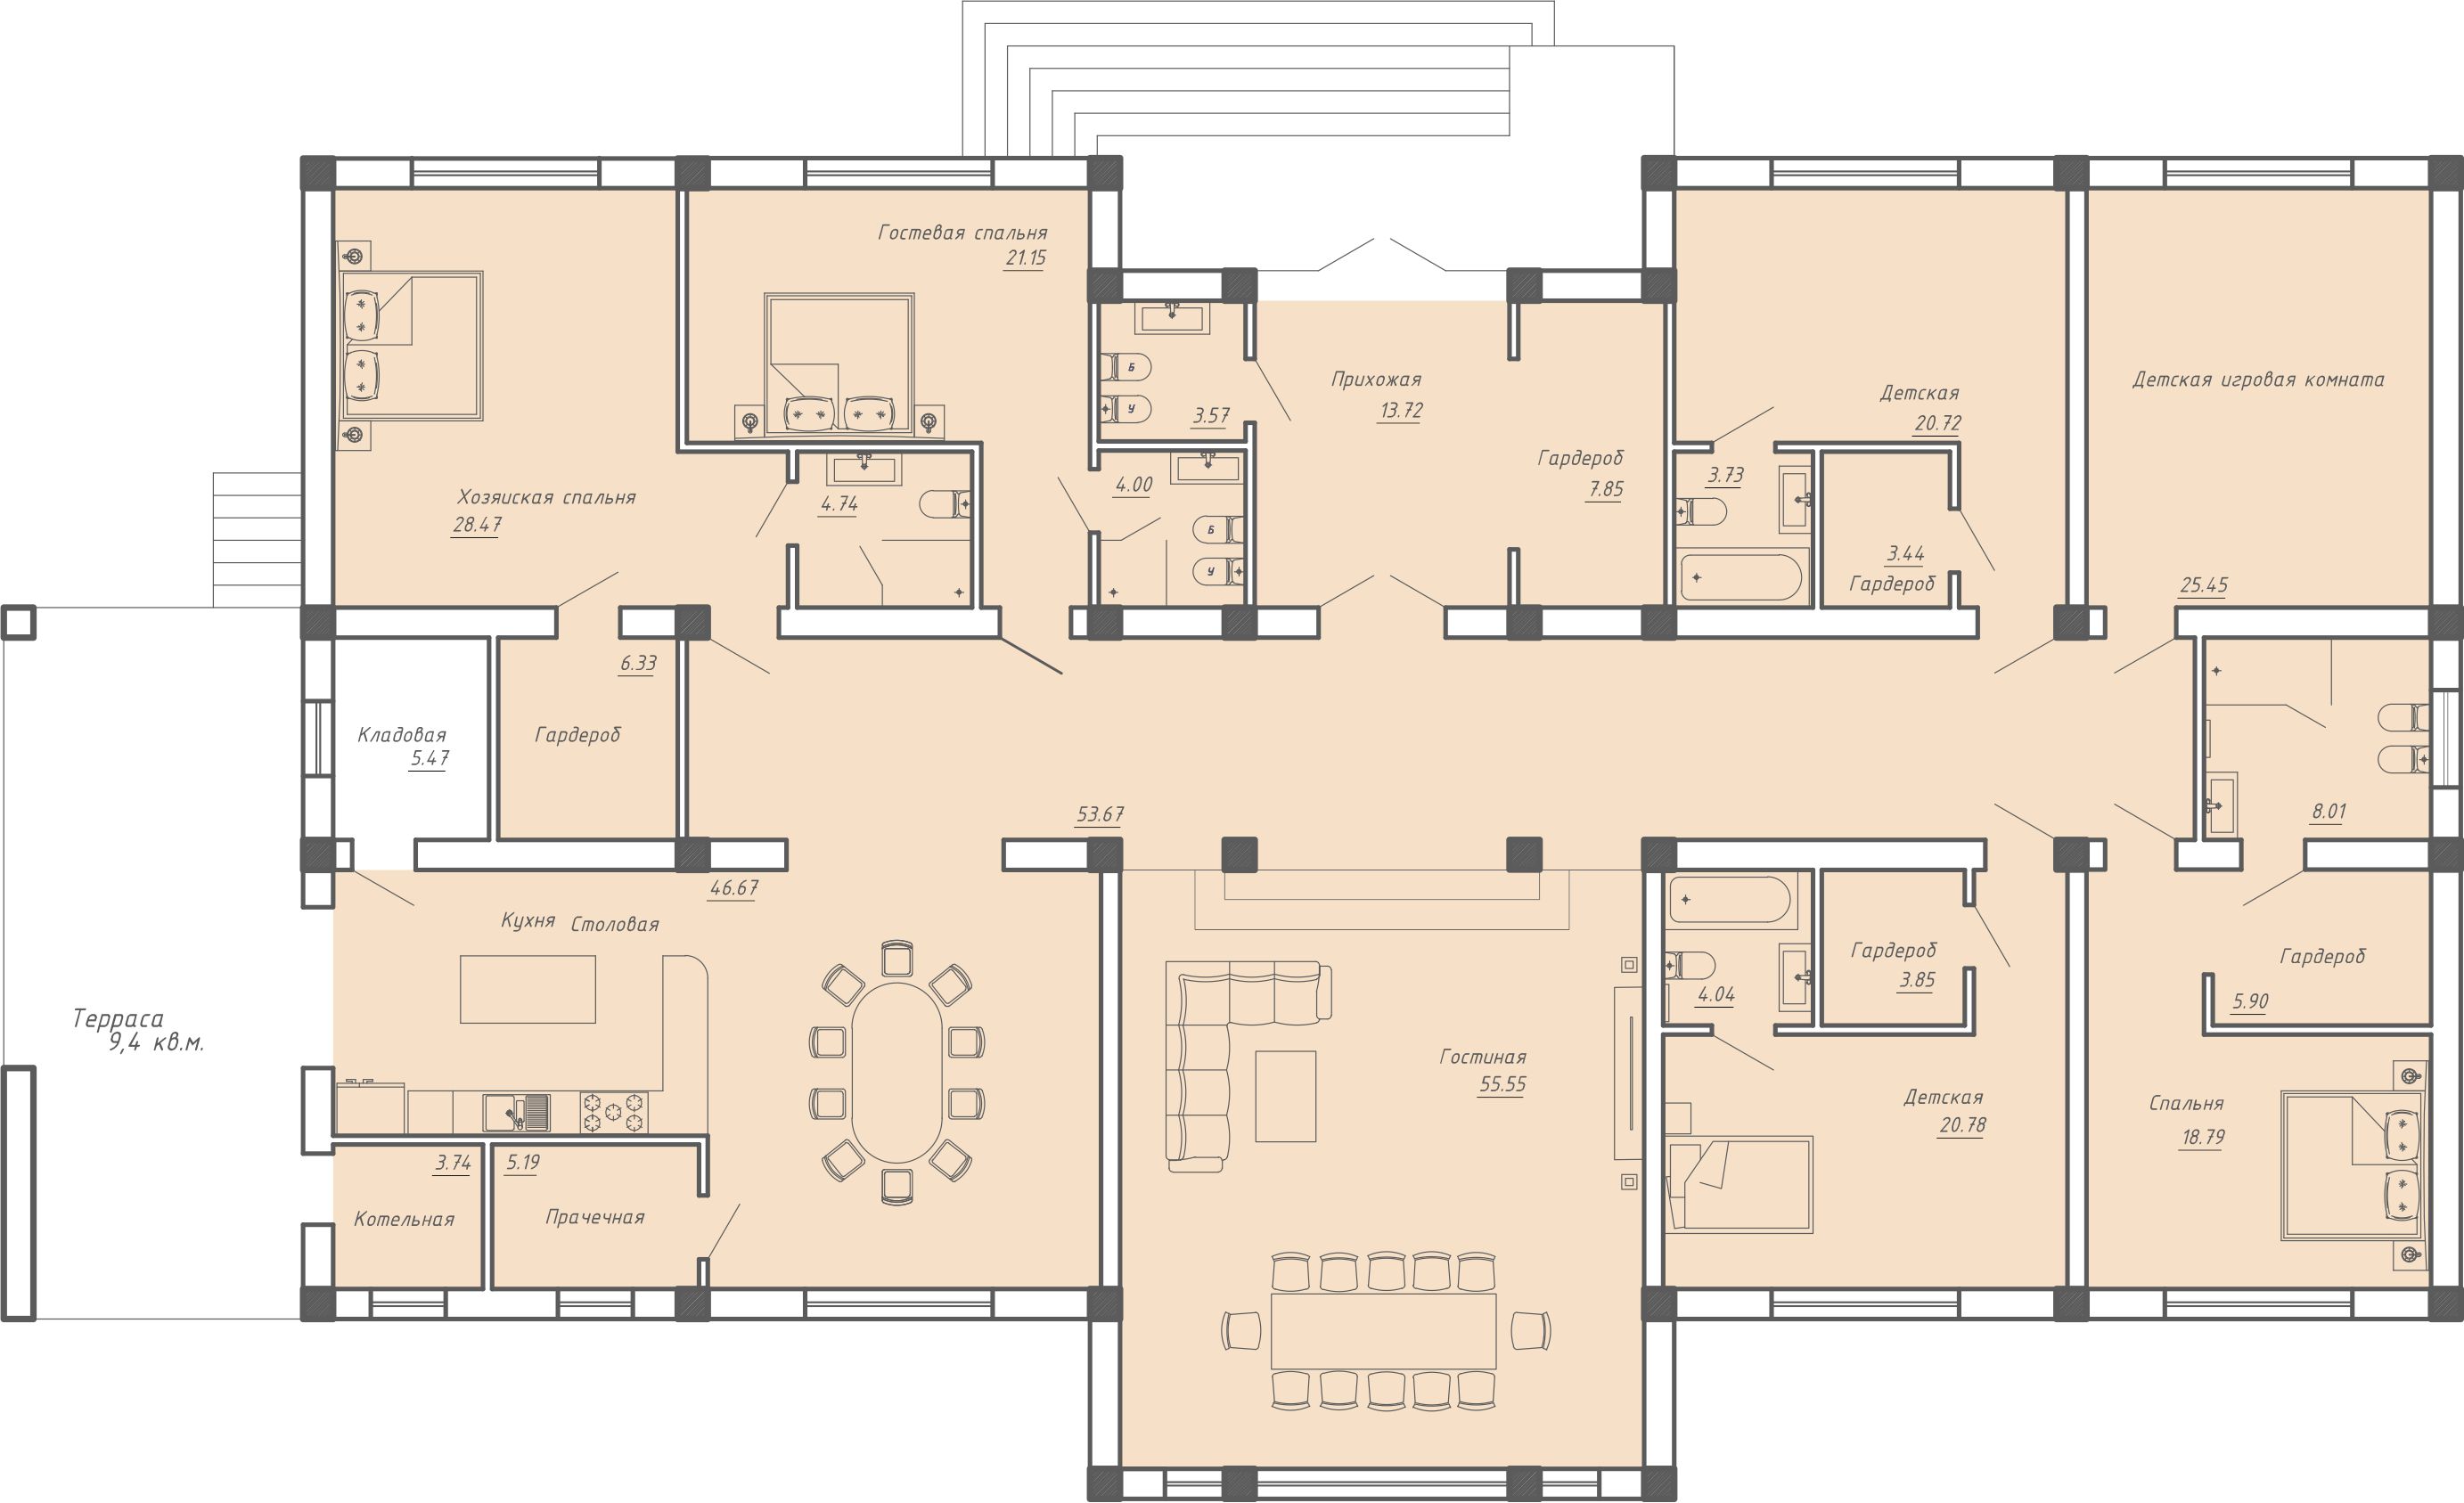 Гостевая спальня
21.15
Б
У
3.57
Прихожая
13.72
Детская
20.72
Детская игровая комната
25.45
Гардероб
7.85
Хозяиская спальня
28.47
4.74
4.00
Б
У
3.73
3.44
Гардероб
6.33
Гардероб
Кладовая
5.47
53.67
8.01
46.67
Кухня Столовая
Терраса
9,4 кв.м.
Гостиная
55.55
4.04
Гардероб
3.85
Гардероб
5.90
Детская
20.78
Спальня
18.79
3.74
Котельная
5.19
Прачечная